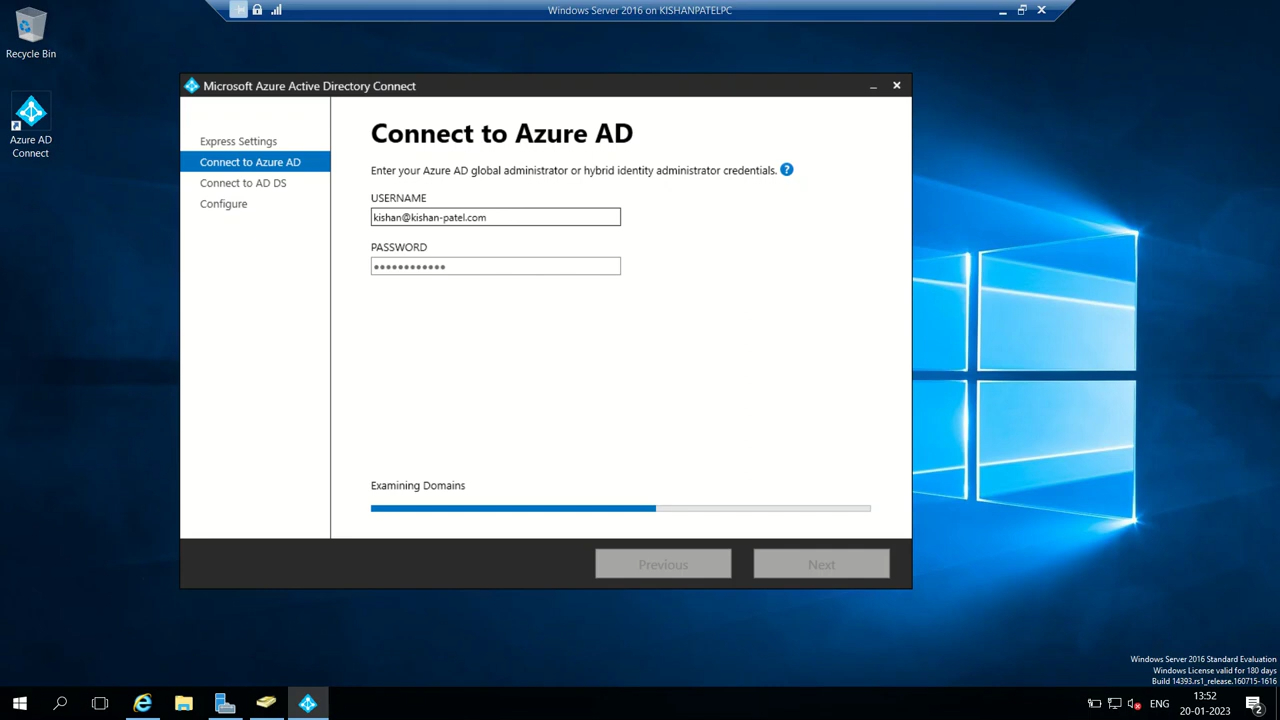 Windows Server 2016 on KISHANPATELPC
Recycle Bin
Azure AD
Connect
Microsoft Azure Active Directory Connect
Express Settings
Connect to Azure AD
Connect to AD DS
Configure
Connect to Azure AD
Enter your Azure AD global administrator or hybrid identity administrator credentials. ?
USERNAME
kishan@kishan-patel.com
PASSWORD
●●●●●●●●●●●●
Examining Domains
Previous
Next
Windows Server 2016 Standard Evaluation
Windows License valid for 180 days
Build 14393.rs1_release.160715-1616
ENG
13:52
20-01-2023
2